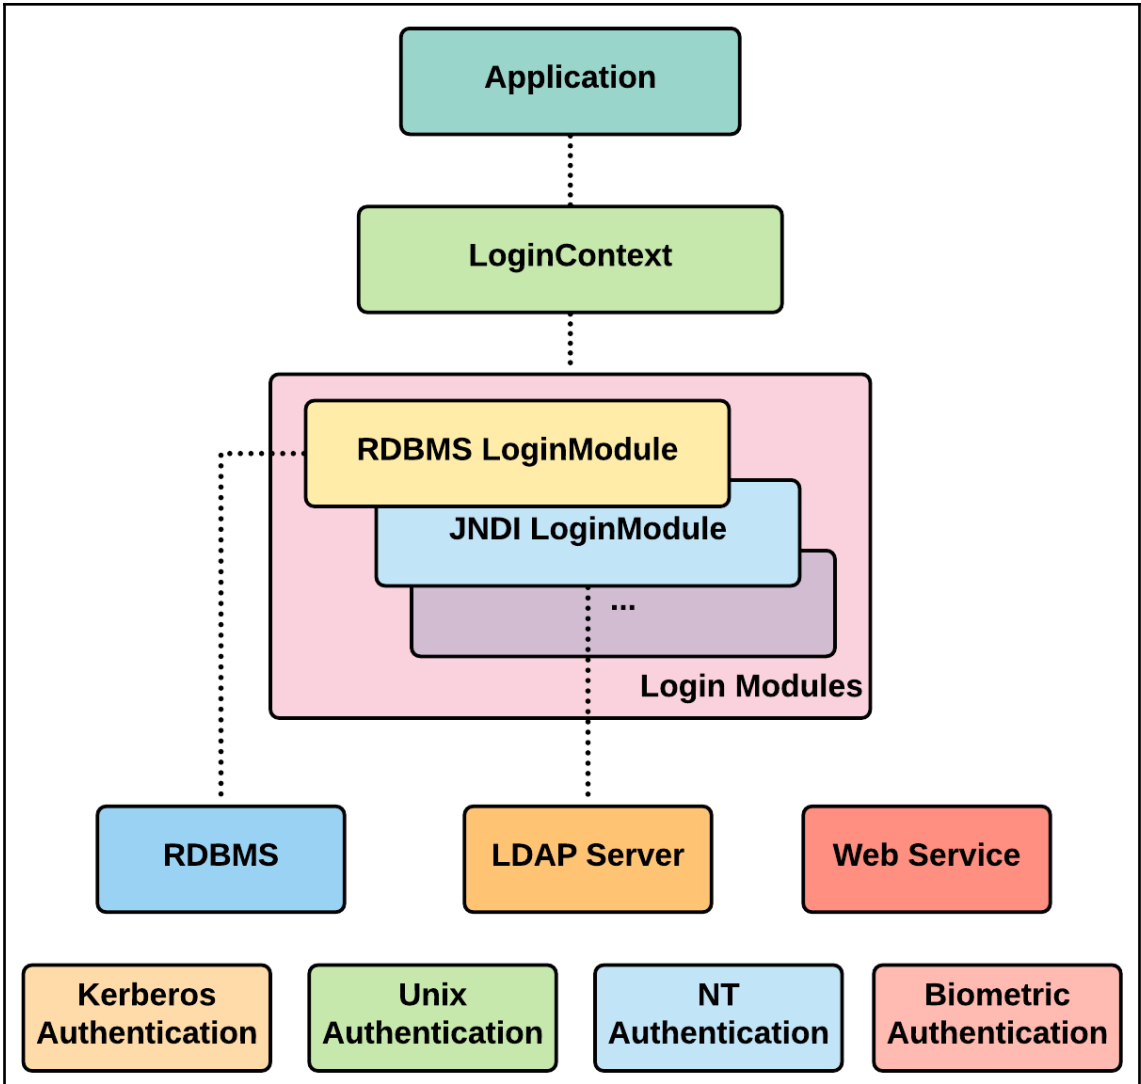 Application
LoginContext
RDBMS LoginModule
JNDI LoginModule
...
Login Modules
RDBMS
LDAP Server
Web Service
Kerberos
Authentication
Unix
Authentication
NT
Authentication
Biometric
Authentication